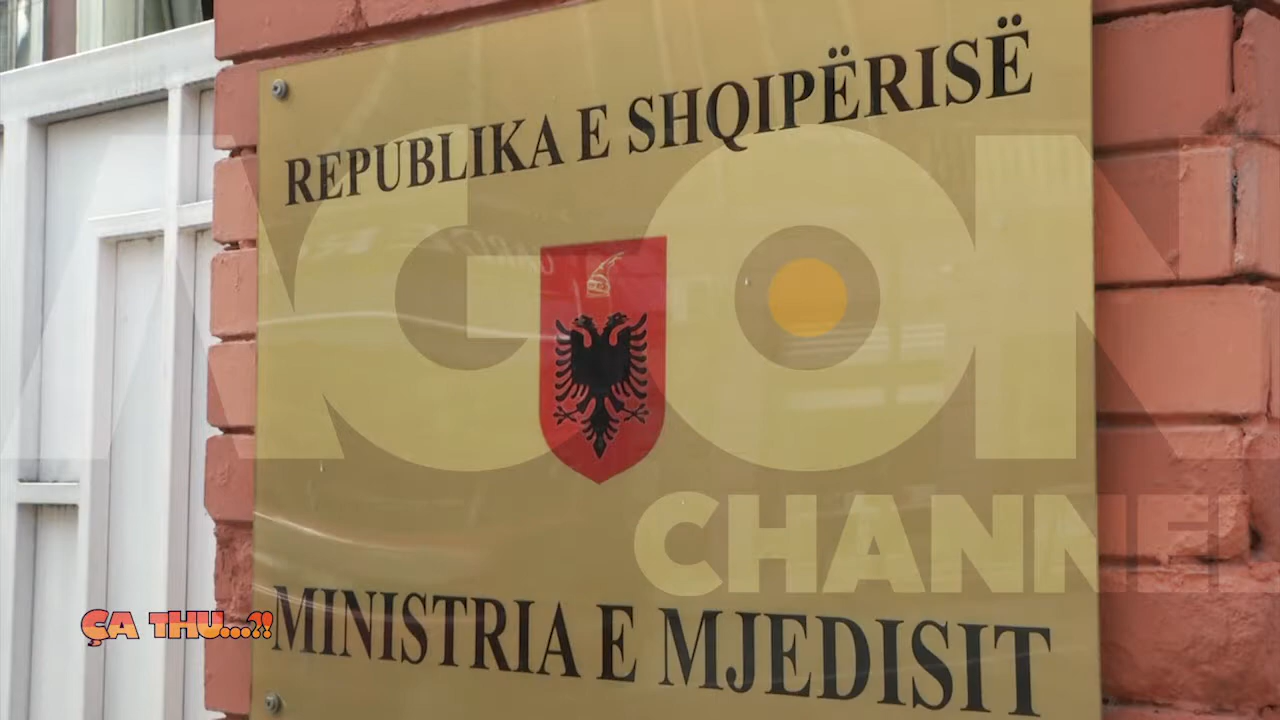 REPUBLIKA E SHQIPËRISË
AGON
CHANNEL
ÇA THU...?!
MINISTRIA E MJEDISIT